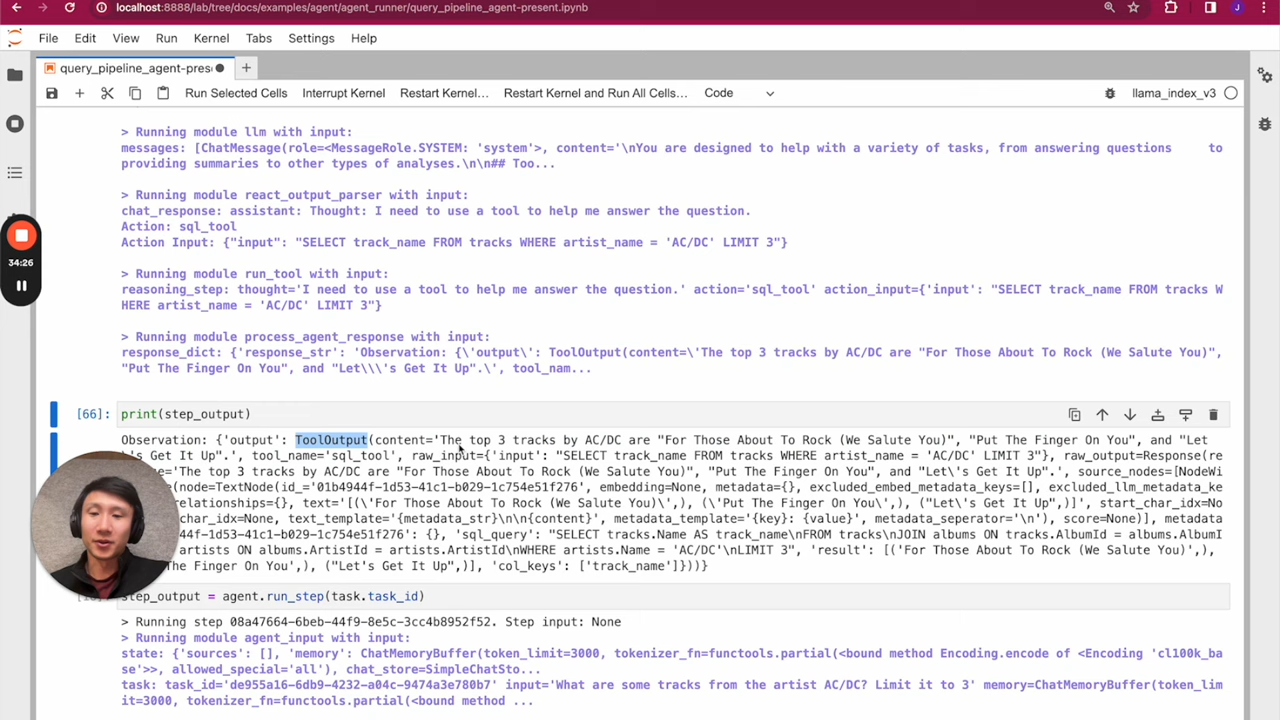 localhost:8888/lab/tree/docs/examples/agent/agent_runner/query_pipeline_agent-present.ipynb
J
File Edit View Run Kernel Tabs Settings Help
query_pipeline_agent-prese
Run Selected Cells Interrupt Kernel Restart Kernel… Restart Kernel and Run All Cells… Code llama_index_v3
> Running module llm with input:
messages: [ChatMessage(role=<MessageRole.SYSTEM: 'system'>, content='\nYou are designed to help with a variety of tasks, from answering questions to
providing summaries to other types of analyses.\n\n## Too...
> Running module react_output_parser with input:
chat_response: assistant: Thought: I need to use a tool to help me answer the question.
Action: sql_tool
Action Input: {"input": "SELECT track_name FROM tracks WHERE artist_name = 'AC/DC' LIMIT 3"}
> Running module run_tool with input:
reasoning_step: thought='I need to use a tool to help me answer the question.' action='sql_tool' action_input={'input': "SELECT track_name FROM tracks W
HERE artist_name = 'AC/DC' LIMIT 3"}
> Running module process_agent_response with input:
response_dict: {'response_str': 'Observation: {\'output\': ToolOutput(content=\'The top 3 tracks by AC/DC are "For Those About To Rock (We Salute You)",
"Put The Finger On You", and "Let\\\'s Get It Up".\', tool_nam...
34:26
[66]: print(step_output)
Observation: {'output': ToolOutput(content='The top 3 tracks by AC/DC are "For Those About To Rock (We Salute You)", "Put The Finger On You", and "Let
's Get It Up".', tool_name='sql_tool', raw_input={'input': "SELECT track_name FROM tracks WHERE artist_name = 'AC/DC' LIMIT 3"}, raw_output=Response(re
='The top 3 tracks by AC/DC are "For Those About To Rock (We Salute You)", "Put The Finger On You", and "Let\'s Get It Up".', source_nodes=[NodeWi
(node=TextNode(id_='01b4944f-1d53-41c1-b029-1c754e51f276', embedding=None, metadata={}, excluded_embed_metadata_keys=[], excluded_llm_metadata_ke
relationships={}, text='[(\'For Those About To Rock (We Salute You)\',), (\'Put The Finger On You\',), ("Let\'s Get It Up",)]', start_char_idx=No
char_idx=None, text_template='{metadata_str}\n\n{content}', metadata_template='{key}: {value}', metadata_seperator='\n'), score=None)], metadata
44f-1d53-41c1-b029-1c754e51f276': {}, 'sql_query': "SELECT tracks.Name AS track_name\nFROM tracks\nJOIN albums ON tracks.AlbumId = albums.AlbumI
artists ON albums.ArtistId = artists.ArtistId\nWHERE artists.Name = 'AC/DC'\nLIMIT 3", 'result': [('For Those About To Rock (We Salute You)',),
The Finger On You',), ("Let's Get It Up",)], 'col_keys': ['track_name']}))}
step_output = agent.run_step(task.task_id)
> Running step 08a47664-6beb-44f9-8e5c-3cc4b8952f52. Step input: None
> Running module agent_input with input:
state: {'sources': [], 'memory': ChatMemoryBuffer(token_limit=3000, tokenizer_fn=functools.partial(<bound method Encoding.encode of <Encoding 'cl100k_ba
se'>>, allowed_special='all'), chat_store=SimpleChatSto...
task: task_id='de955a16-6db9-4232-a04c-9474a3e780b7' input='What are some tracks from the artist AC/DC? Limit it to 3' memory=ChatMemoryBuffer(token_lim
it=3000, tokenizer_fn=functools.partial(<bound method ...